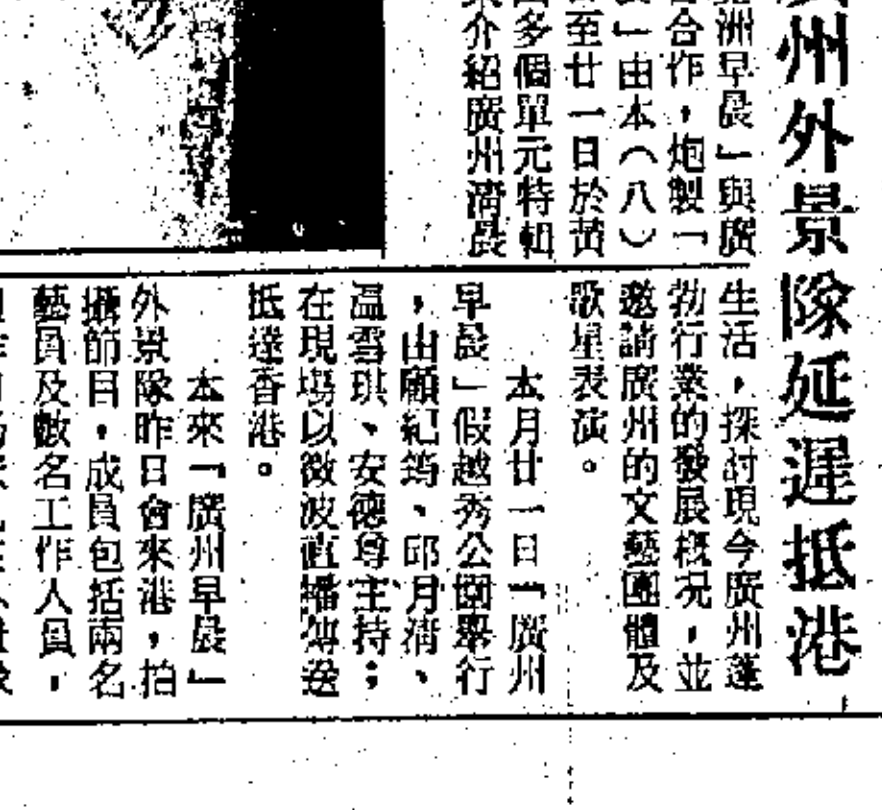 廣州外景隊延遲抵港
洲早晨」與廣
合作，炮製「
」由本（八）
至廿一日於黃
多個單元特輯
介紹廣州清晨
生活，探討現今廣州蓬
勃行業的發展概況，並
邀請廣州的文藝團體及
歌星表演。
本月廿一日「廣州
早晨」假越秀公園舉行
，由顧紀筠、邱月清、
溫雪琪、安德尊主持；
在現場以微波直播傳送
抵達香港。
本來「廣州早晨」
外景隊昨日會來港，拍
攝節目，成員包括兩名
藝員及數名工作人員，